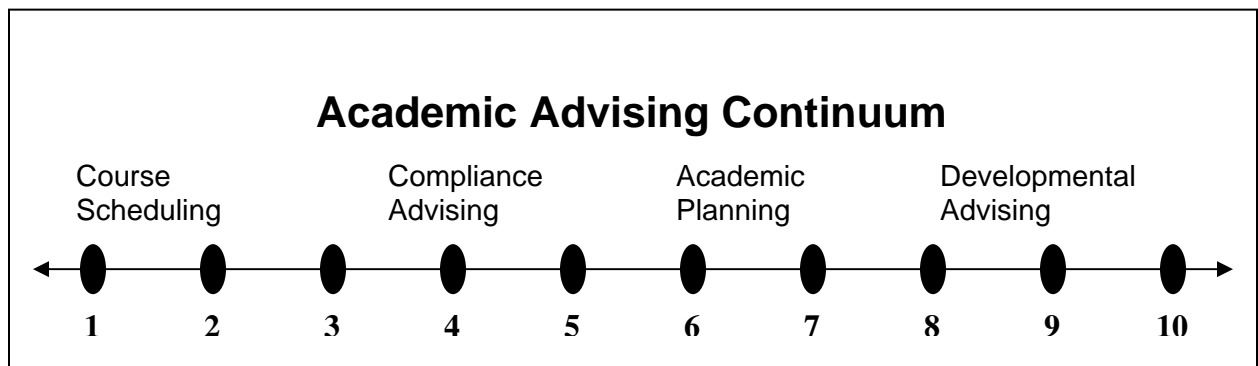 Academic Advising Continuum
Course Scheduling
Compliance Advising
Academic Planning
Developmental Advising
1 2 3 4 5 6 7 8 9 10